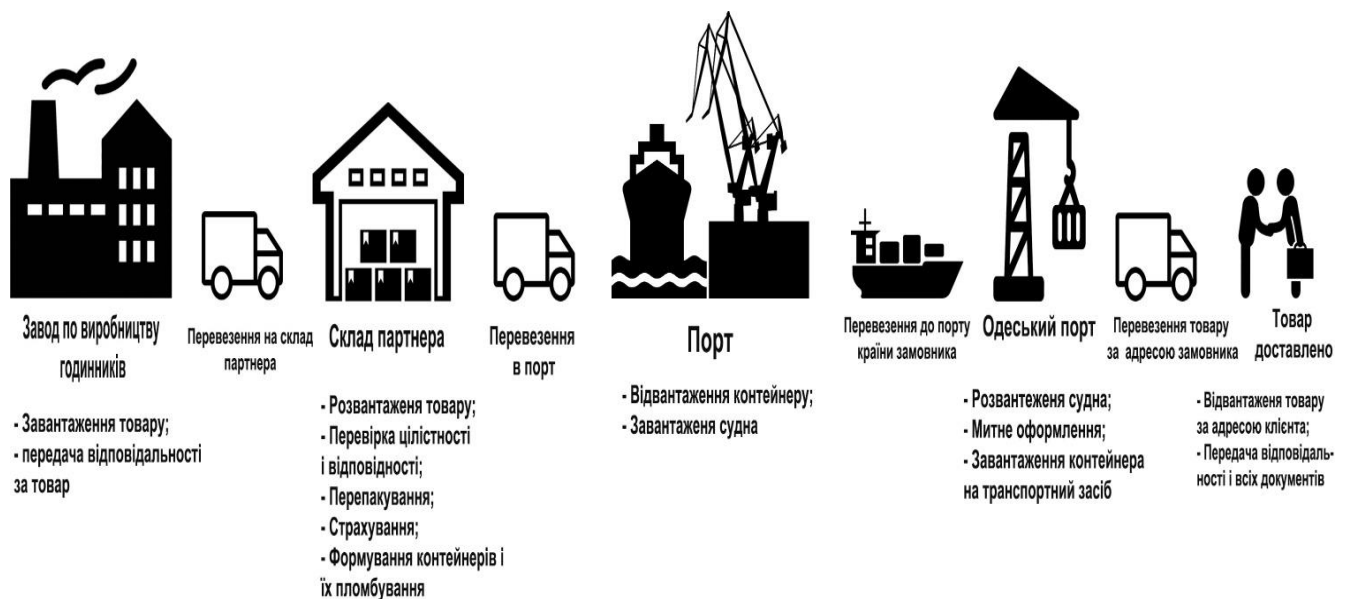 Завод по виробництву
годинників
- Завантаження товару;
- передача відповідальності
за товар
Перевезення на склад
партнера
Склад партнера
- Розвантаженя товару;
- Перевірка цілістності
і відповідності;
- Перепакування;
- Страхування;
- Формування контейнерів і
їх пломбування
Перевезення
в порт
Порт
- Відвантаження контейнеру;
- Завантаженя судна
Перевезення до порту
країни замовника
Одеський порт
- Розвантеженя судна;
- Митне оформлення;
- Завантаження контейнера
на транспортний засіб
Перевезення товару
за адресою замовника
Товар
доставлено
- Відвантаженя товару
за адресою клієнта;
- Передача відповідаль-
ності і всіх документів